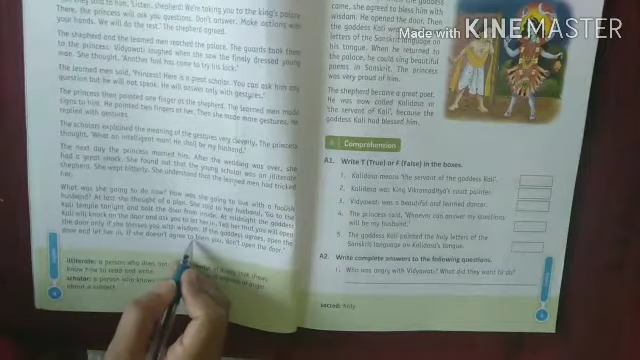 said to him, 'Listen, shepherd! We're taking you to the king's palace.
There, the princess will ask you questions. Don't answer. Make actions with
your hands. We will do the rest.' The shepherd agreed.
The shepherd and the learned men reached the palace. The guards took them
to the princess. Vidyavati laughed when she saw the finely dressed young
man. She thought, 'Another fool has come to try his luck.'
The learned men said, 'Princess! Here is a great scholar. You can ask him any
question but he will not speak. He will answer only with gestures.'
The princess then pointed one finger at the shepherd. The learned men made
signs to him. He pointed two fingers at her. Then she made more gestures. He
replied with gestures.
The scholars explained the meaning of the gestures very cleverly. The princess
thought, 'What an intelligent man! He shall be my husband.'
The next day the princess married him. After the wedding was over, she
had a great shock. She found out that the young scholar was an illiterate
shepherd. She wept bitterly. She understood that the learned men had tricked
her.
What was she going to do now? How was she going to live with a foolish
husband? At last she thought of a plan. She said to her husband, 'Go to the
Kali temple tonight and bolt the door from inside. At midnight the goddess
Kali will knock on the door and ask you to let her in. Tell her that you will open
the door only if she blesses you with wisdom. If the goddess agrees, open the
door and let her in. If she doesn't agree to bless you, don't open the door.'
illiterate: a person who does not
know how to read and write
scholar: a person who knows
about a subject
the goddess
she agreed to bless him with
wisdom. He opened the door. Then
the goddess Kali
letters of the Sanskrit language on
his tongue. When he returned to
the palace, he could sing beautiful
poems in Sanskrit. The princess
was very proud of him.
The shepherd became a great poet.
He was now called Kalidasa or
'the servant of Kali', because the
goddess Kali had blessed him.
Made with KINEMASTER
Comprehension
A1. Write T (True) or F (False) in the boxes.
1. Kalidasa means 'the servant of the goddess Kali'.
2. Kalidasa was King Vikramaditya's court painter.
3. Vidyavati was a beautiful and learned dancer.
4. The princess said, 'Whoever can answer my questions
will be my husband.'
5. The goddess Kali painted the holy letters of the
Sanskrit language on Kalidasa's tongue.
A2. Write complete answers to the following questions.
1. Who was angry with Vidyavati? What did they want to do?
sacred: holy